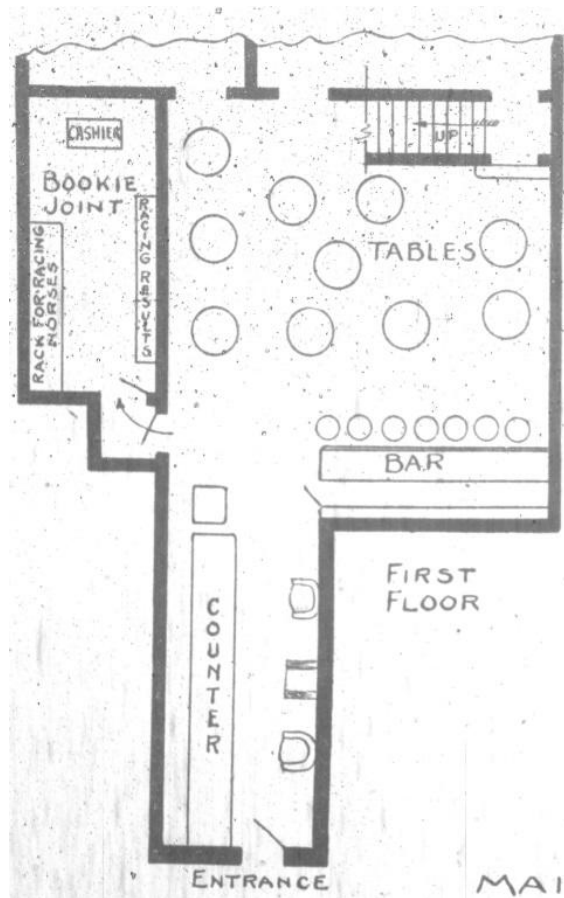 CASHIER
BOOKIE
JOINT
UP
RACING RESULTS
RACK FOR RACING
HORSES
TABLES
BAR
FIRST
FLOOR
COUNTER
ENTRANCE
MAI